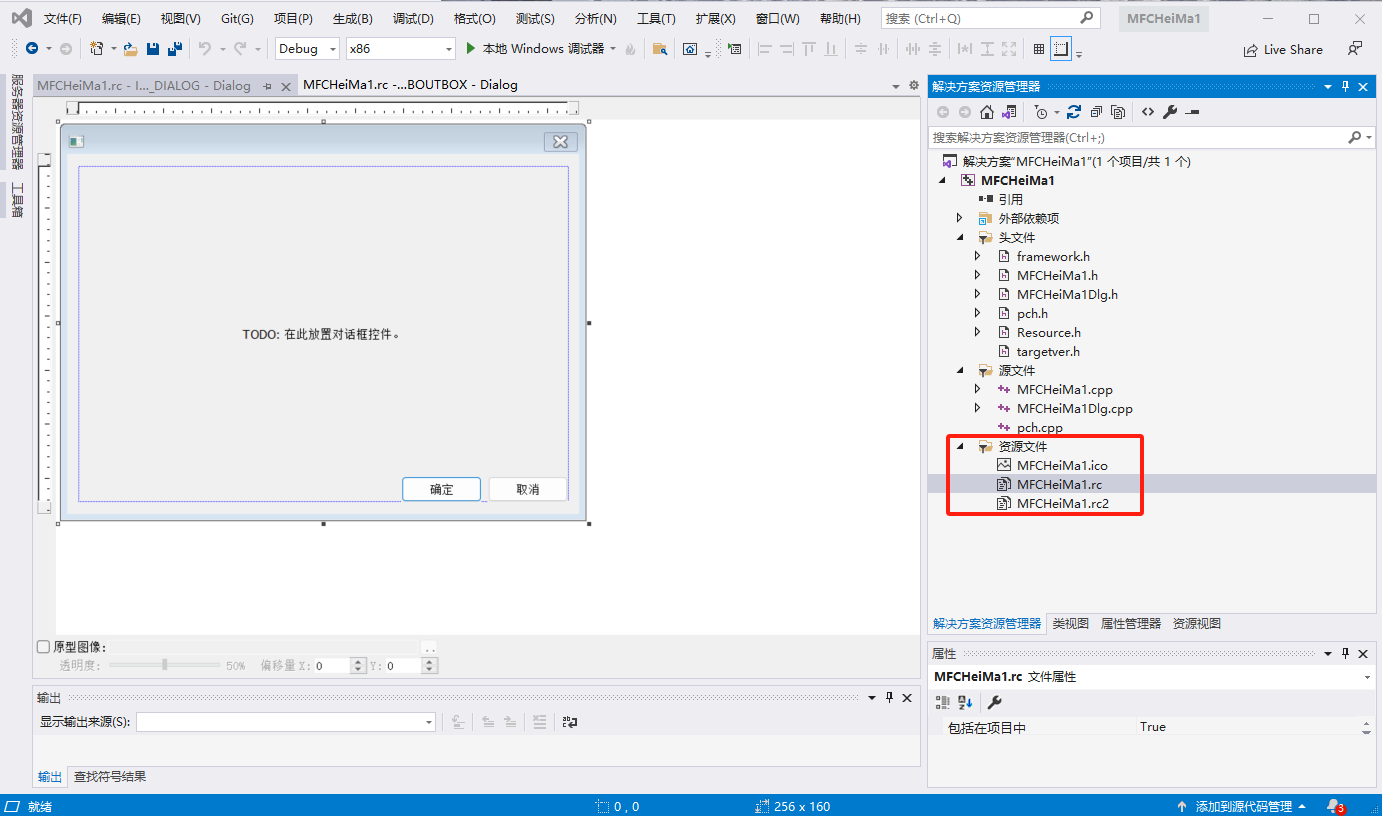 文件(F) 编辑(E) 视图(V) Git(G) 项目(P) 生成(B) 调试(D) 格式(O) 测试(S) 分析(N) 工具(T) 扩展(X) 窗口(W) 帮助(H) 搜索 (Ctrl+Q) MFCHeiMa1
Debug x86 本地 Windows 调试器 Live Share
服务器资源管理器
工具箱
MFCHeiMa1.rc - I..._DIALOG - Dialog MFCHeiMa1.rc -...BOUTBOX - Dialog
TODO: 在此放置对话框控件。
确定 取消
原型图像: ..
透明度: 50% 偏移量 X: 0 Y: 0
输出
显示输出来源(S):
输出 查找符号结果
解决方案资源管理器
搜索解决方案资源管理器(Ctrl+;)
解决方案"MFCHeiMa1"(1 个项目/共 1 个)
MFCHeiMa1
引用
外部依赖项
头文件
framework.h
MFCHeiMa1.h
MFCHeiMa1Dlg.h
pch.h
Resource.h
targetver.h
源文件
MFCHeiMa1.cpp
MFCHeiMa1Dlg.cpp
pch.cpp
资源文件
MFCHeiMa1.ico
MFCHeiMa1.rc
MFCHeiMa1.rc2
解决方案资源管理器 类视图 属性管理器 资源视图
属性
MFCHeiMa1.rc 文件属性
包括在项目中 True
就绪 0 , 0 256 x 160 添加到源代码管理 3